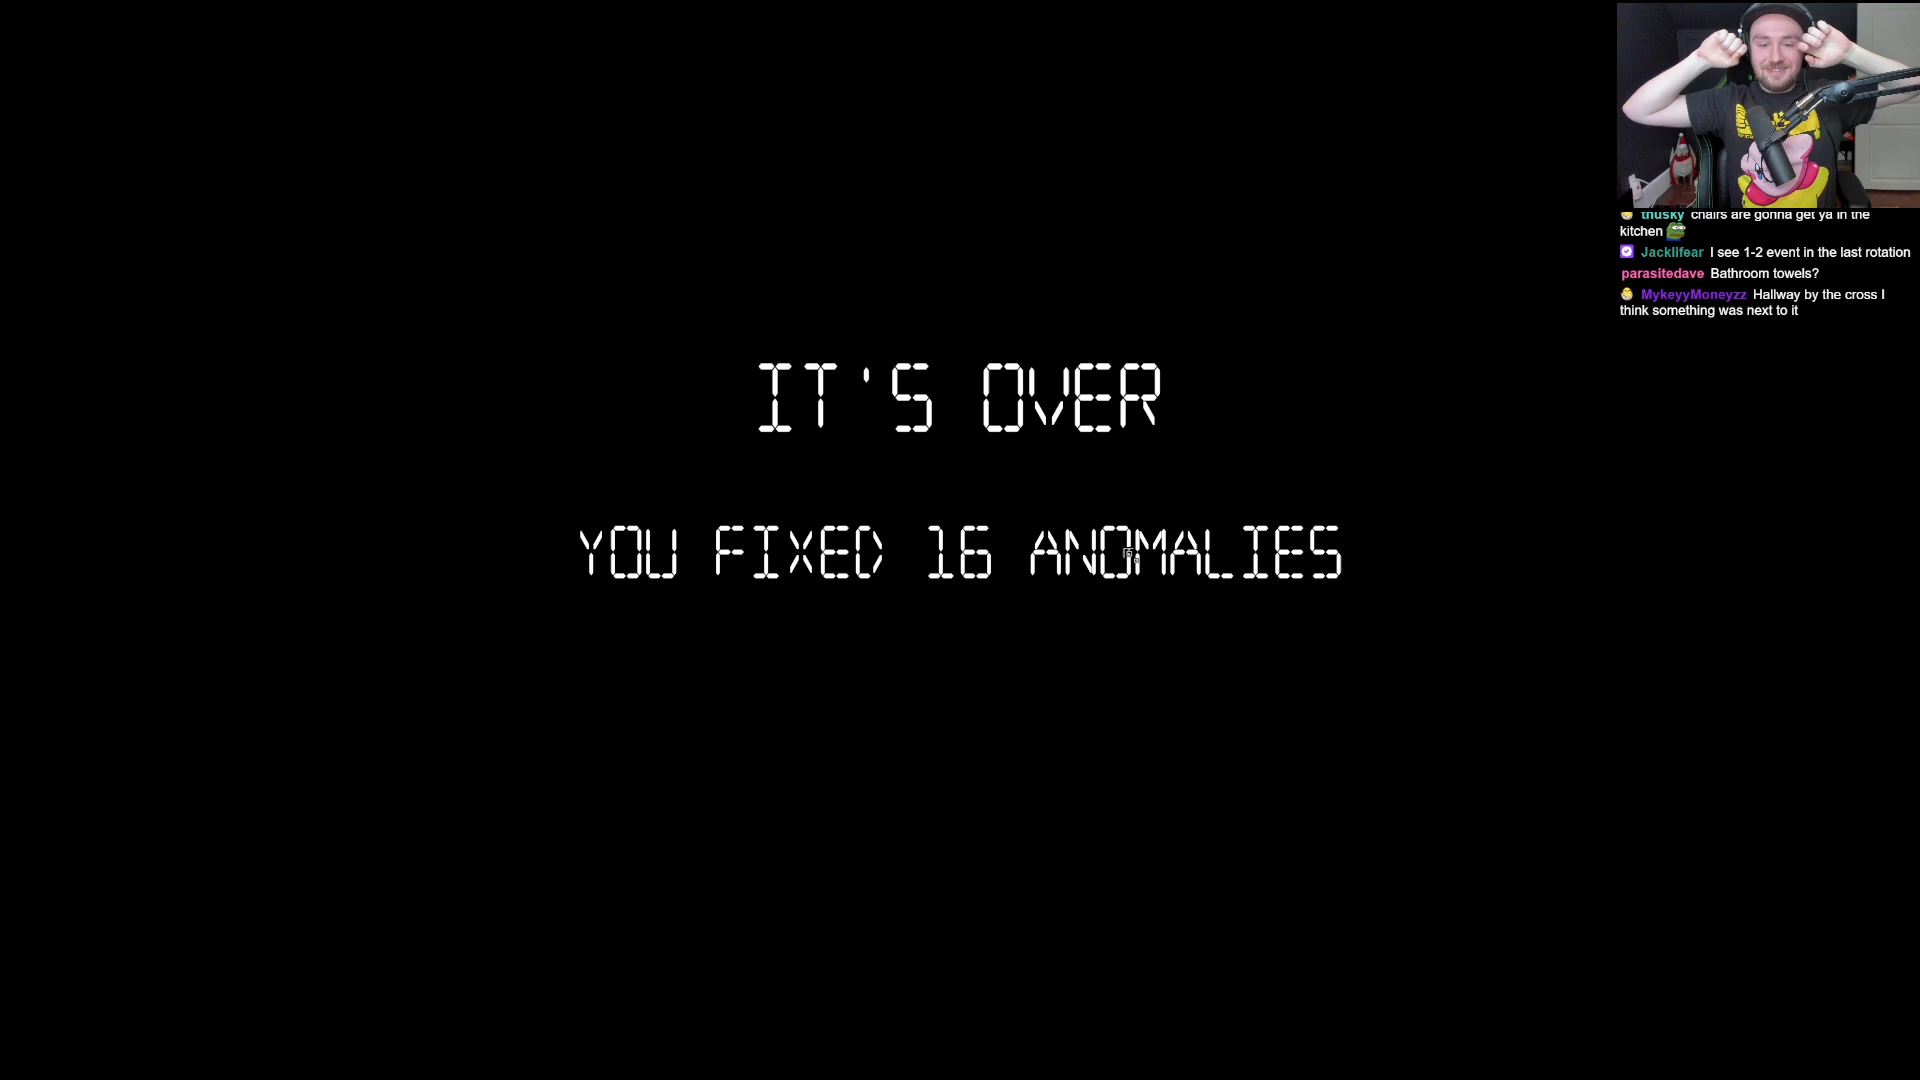 IT'S OVER
YOU FIXED 16 ANOMALIES
thusky chairs are gonna get ya in the
kitchen
Jacklifear I see 1-2 event in the last rotation
parasitedave Bathroom towels?
MykeyyMoneyzz Hallway by the cross I
think something was next to it